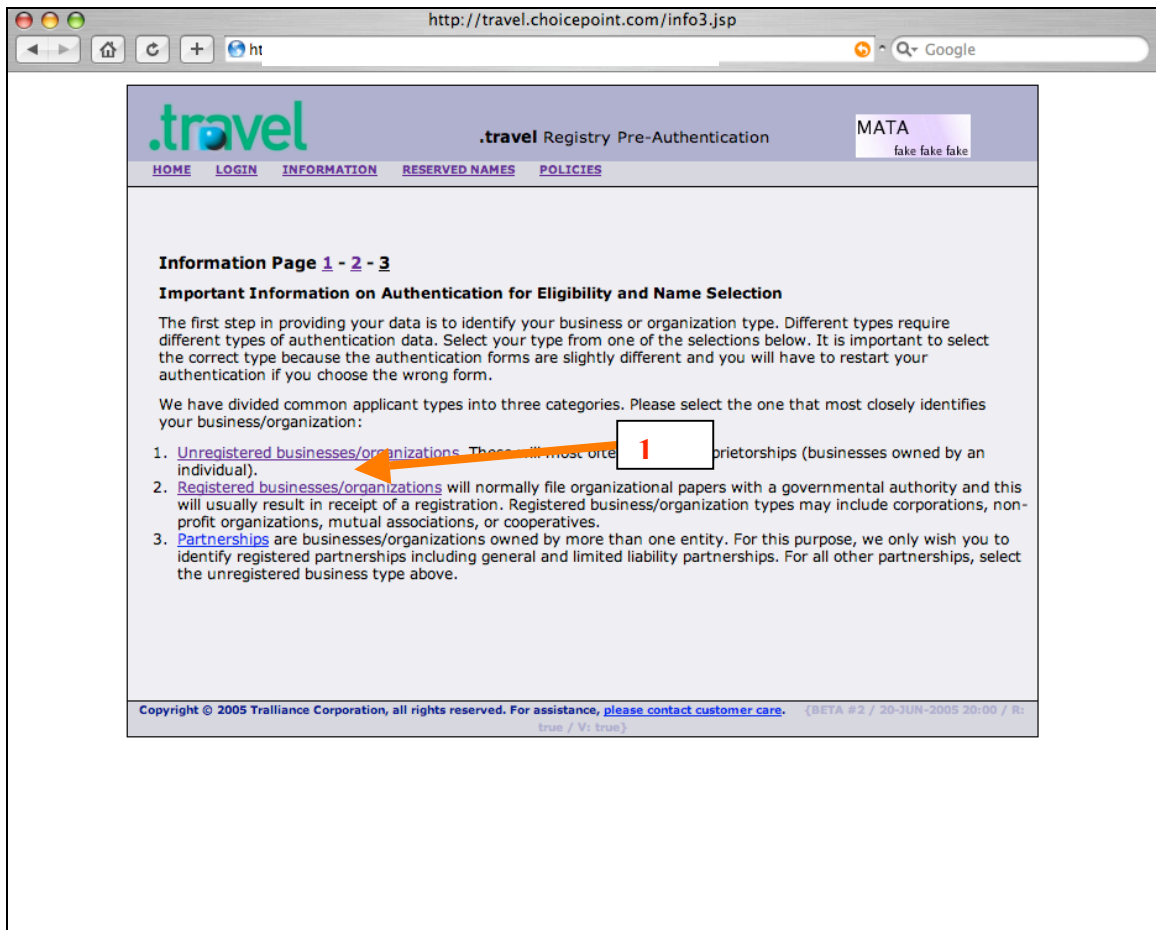 http://travel.choicepoint.com/info3.jsp
ht
Google
.travel
.travel Registry Pre-Authentication
MATA
fake fake fake
HOME LOGIN INFORMATION RESERVED NAMES POLICIES
Information Page 1 - 2 - 3
Important Information on Authentication for Eligibility and Name Selection
The first step in providing your data is to identify your business or organization type. Different types require
different types of authentication data. Select your type from one of the selections below. It is important to select
the correct type because the authentication forms are slightly different and you will have to restart your
authentication if you choose the wrong form.
We have divided common applicant types into three categories. Please select the one that most closely identifies
your business/organization:
1. Unregistered business/organizations. These will most often prietorships (businesses owned by an
individual).
1
2. Registered businesses/organizations will normally file organizational papers with a governmental authority and this
will usually result in receipt of a registration. Registered business/organization types may include corporations, non-
profit organizations, mutual associations, or cooperatives.
3. Partnerships are businesses/organizations owned by more than one entity. For this purpose, we only wish you to
identify registered partnerships including general and limited liability partnerships. For all other partnerships, select
the unregistered business type above.
Copyright © 2005 Tralliance Corporation, all rights reserved. For assistance, please contact customer care. {BETA #2 / 20-JUN-2005 20:00 / R:
true / V: true}